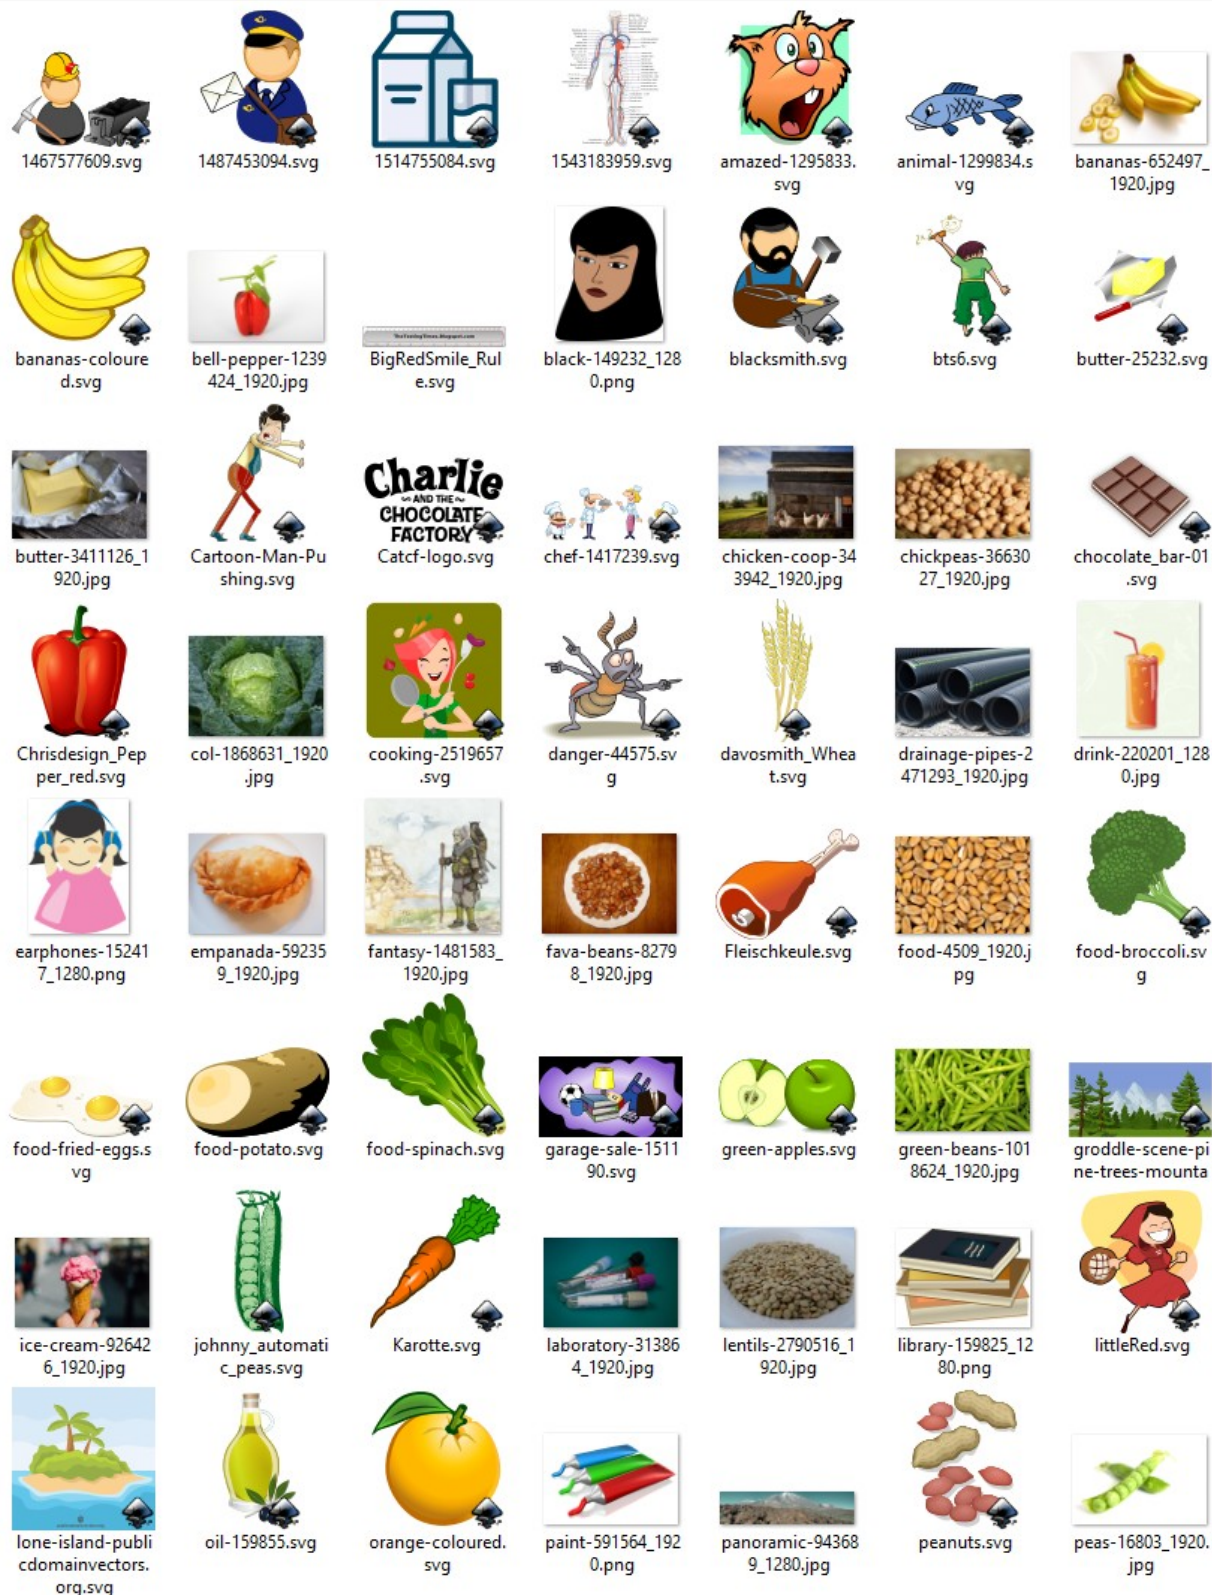 1467577609.svg
1487453094.svg
1514755084.svg
1543183959.svg
amazed-1295833.
svg
animal-1299834.s
vg
bananas-652497_
1920.jpg
bananas-coloure
d.svg
bell-pepper-1239
424_1920.jpg
TheTestingTimes.Blogspot.com
BigRedSmile_Rul
e.svg
black-149232_128
0.png
blacksmith.svg
bts6.svg
butter-25232.svg
butter-3411126_1
920.jpg
Cartoon-Man-Pu
shing.svg
Charlie
AND THE
CHOCOLATE
FACTORY
Catcf-logo.svg
chef-1417239.svg
chicken-coop-34
3942_1920.jpg
chickpeas-36630
27_1920.jpg
chocolate_bar-01
.svg
Chrisdesign_Pep
per_red.svg
col-1868631_1920
.jpg
cooking-2519657
.svg
danger-44575.sv
g
davosmith_Whea
t.svg
drainage-pipes-2
471293_1920.jpg
drink-220201_128
0.jpg
earphones-15241
7_1280.png
empanada-59235
9_1920.jpg
fantasy-1481583_
1920.jpg
fava-beans-8279
8_1920.jpg
Fleischkeule.svg
food-4509_1920.j
pg
food-broccoli.sv
g
food-fried-eggs.s
vg
food-potato.svg
food-spinach.svg
garage-sale-1511
90.svg
green-apples.svg
green-beans-101
8624_1920.jpg
groddle-scene-pi
ne-trees-mounta
ice-cream-92642
6_1920.jpg
johnny_automati
c_peas.svg
Karotte.svg
laboratory-31386
4_1920.jpg
lentils-2790516_1
920.jpg
library-159825_12
80.png
littleRed.svg
lone-island-publi
cdomainvectors.
org.svg
oil-159855.svg
orange-coloured.
svg
paint-591564_192
0.png
panoramic-94368
9_1280.jpg
peanuts.svg
peas-16803_1920.
jpg